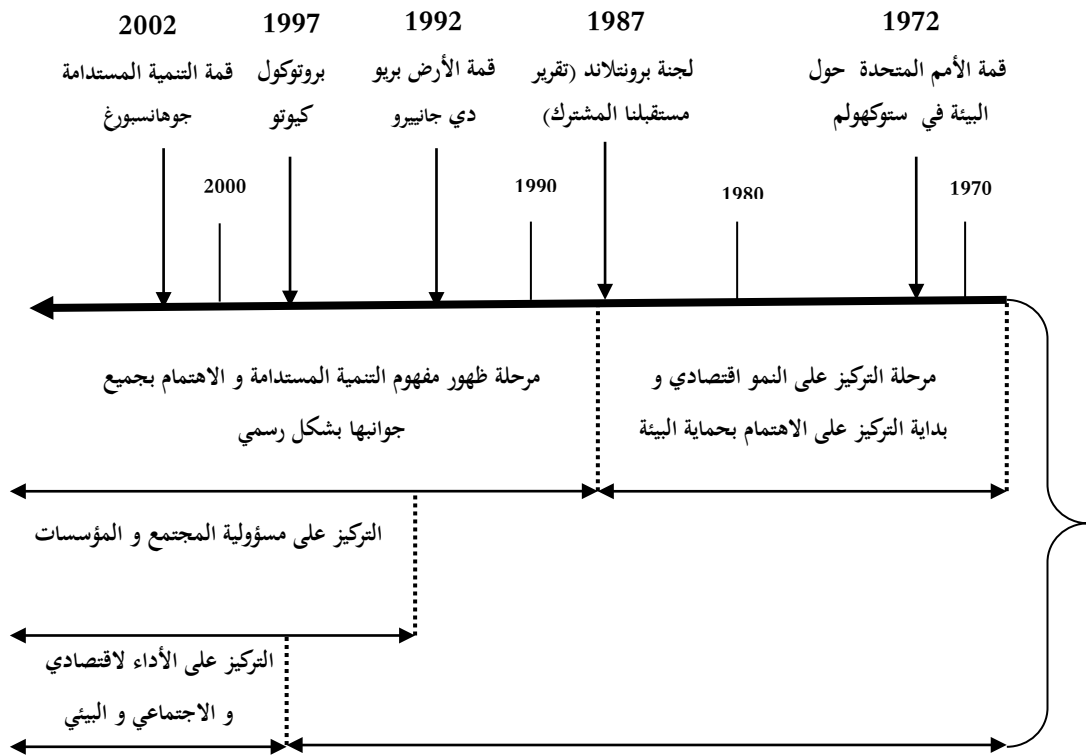 1972
قمة الأمم المتحدة حول
البيئة في ستوكهولم
1987
لجنة برونتلاند (تقرير
مستقبلنا المشترك)
1992
قمة الأرض بريو
دي جانييرو
1997
بروتوكول
كيوتو
2002
قمة التنمية المستدامة
جوهانسبورغ
1970
1980
1990
2000
مرحلة التركيز على النمو اقتصادي و
بداية التركيز على الاهتمام بحماية البيئة
مرحلة ظهور مفهوم التنمية المستدامة و الاهتمام بجميع
جوانبها بشكل رسمي
التركيز على مسؤولية المجتمع و المؤسسات
التركيز على الأداء لاقتصادي
و الاجتماعي و البيئي